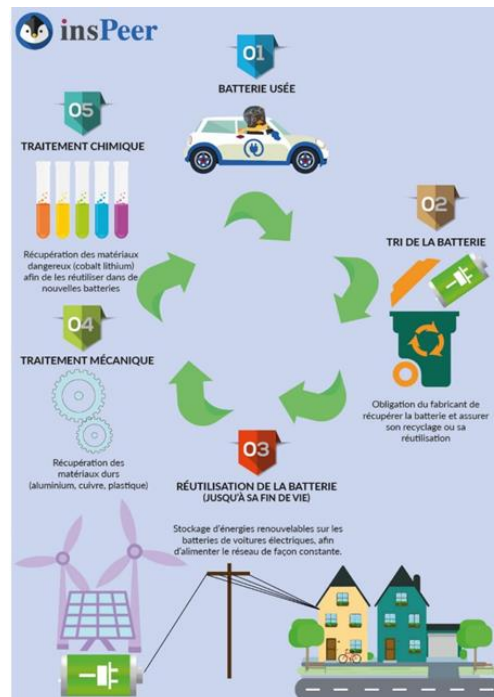 insPeer
01
BATTERIE USÉE
02
TRI DE LA BATTERIE
Obligation du fabricant de
récupérer la batterie et assurer
son recyclage ou sa
réutilisation
03
RÉUTILISATION DE LA BATTERIE
(JUSQU'À SA FIN DE VIE)
Stockage d'énergies renouvelables sur les
batteries de voitures électriques, afin
d'alimenter le réseau de façon constante.
04
TRAITEMENT MÉCANIQUE
Récupération des
matériaux durs
(aluminium, cuivre, plastique)
05
TRAITEMENT CHIMIQUE
Récupération des matériaux
dangereux (cobalt lithium)
afin de les réutiliser dans de
nouvelles batteries